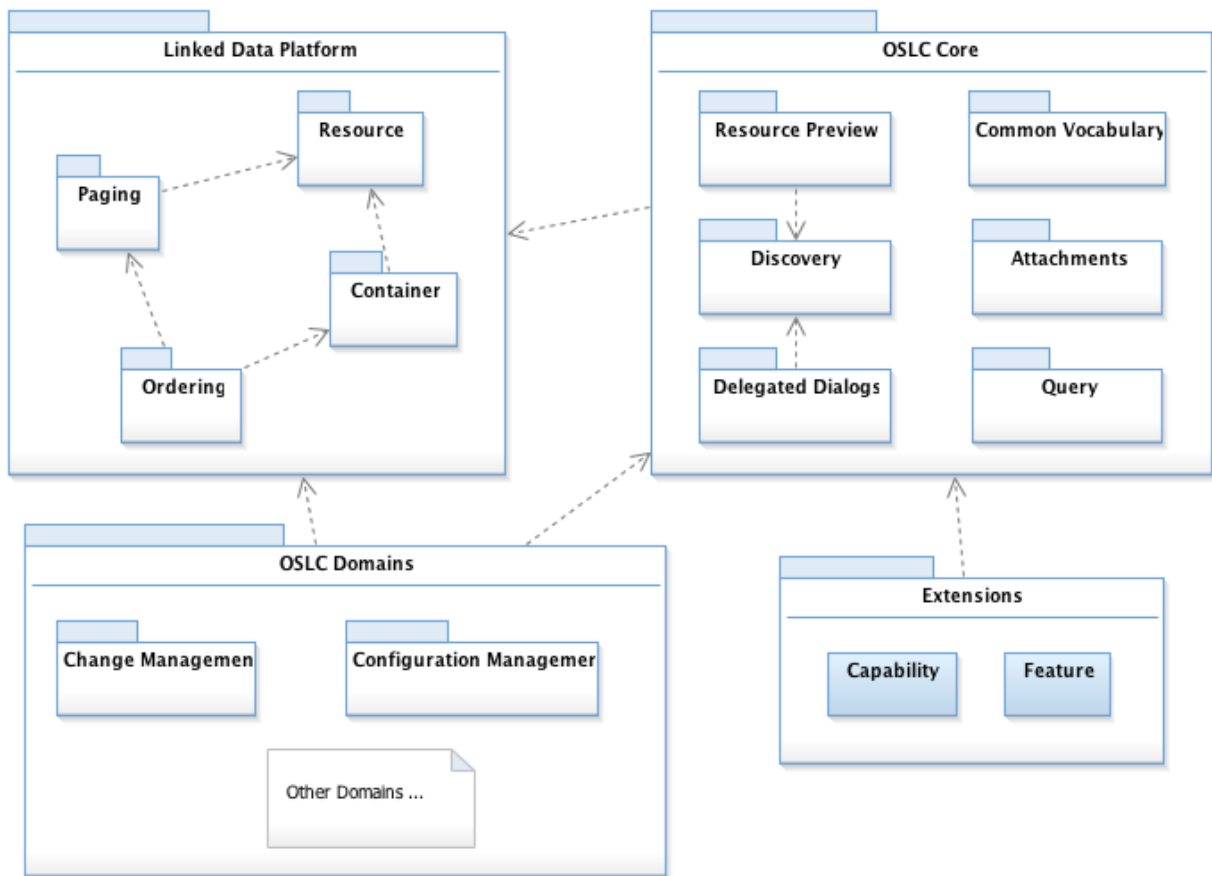 Linked Data Platform
Resource
Paging
Container
Ordering
OSLC Core
Resource Preview
Common Vocabulary
Discovery
Attachments
Delegated Dialogs
Query
OSLC Domains
Change Managemen
Configuration Managemer
Other Domains ...
Extensions
Capability
Feature